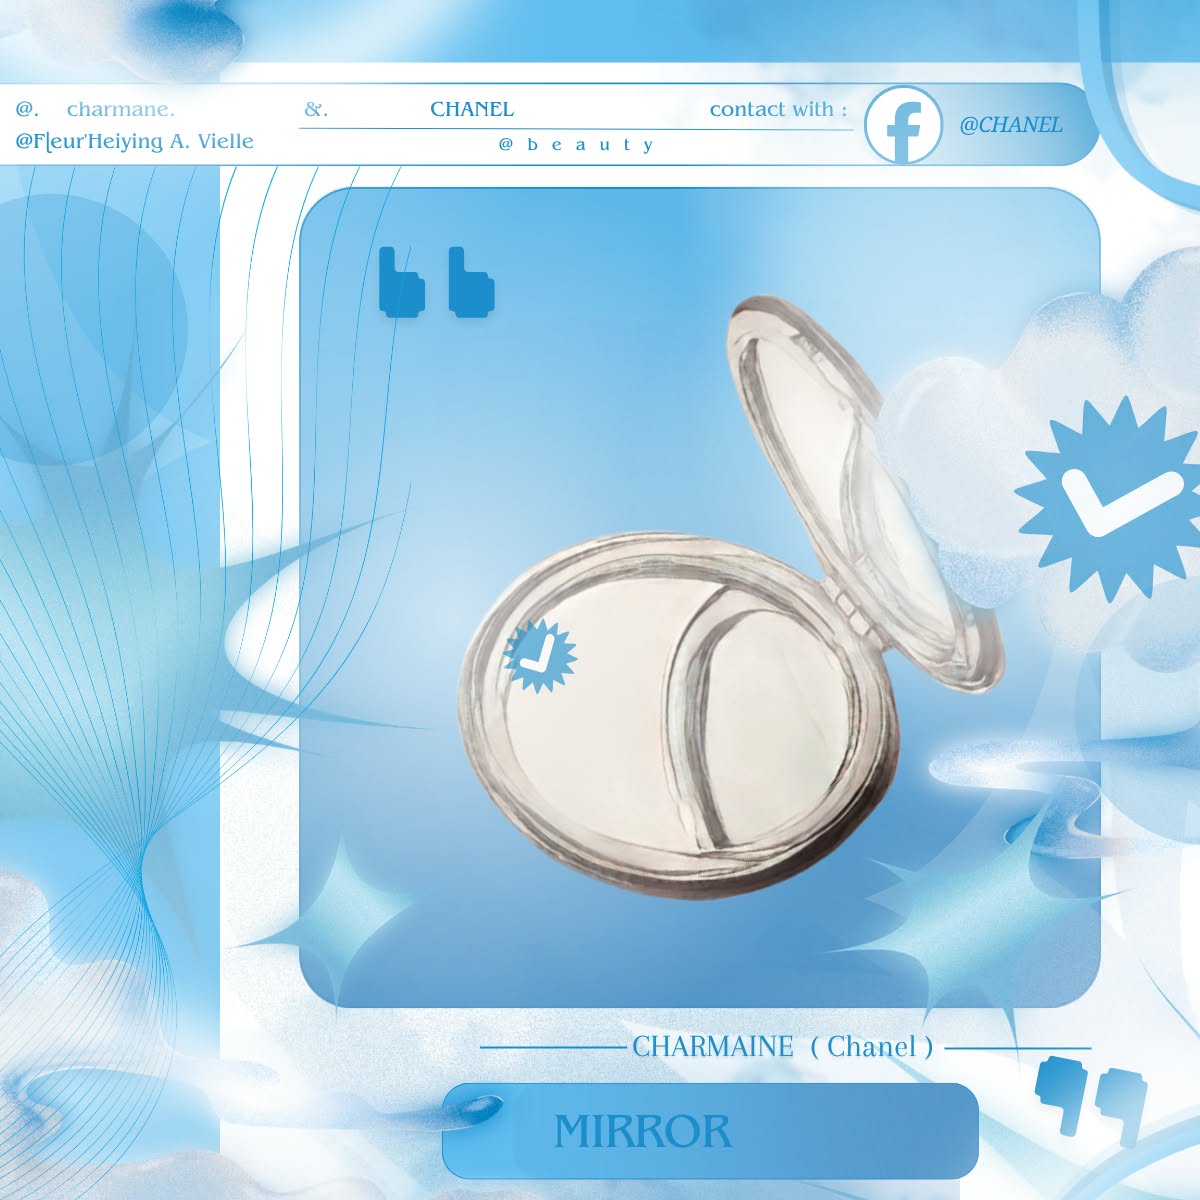 @. charmane. &. CHANEL contact with :
@Fleur'Heiying A. Vielle
@ b e a u t y
@CHANEL
CHARMAINE ( Chanel )
MIRROR